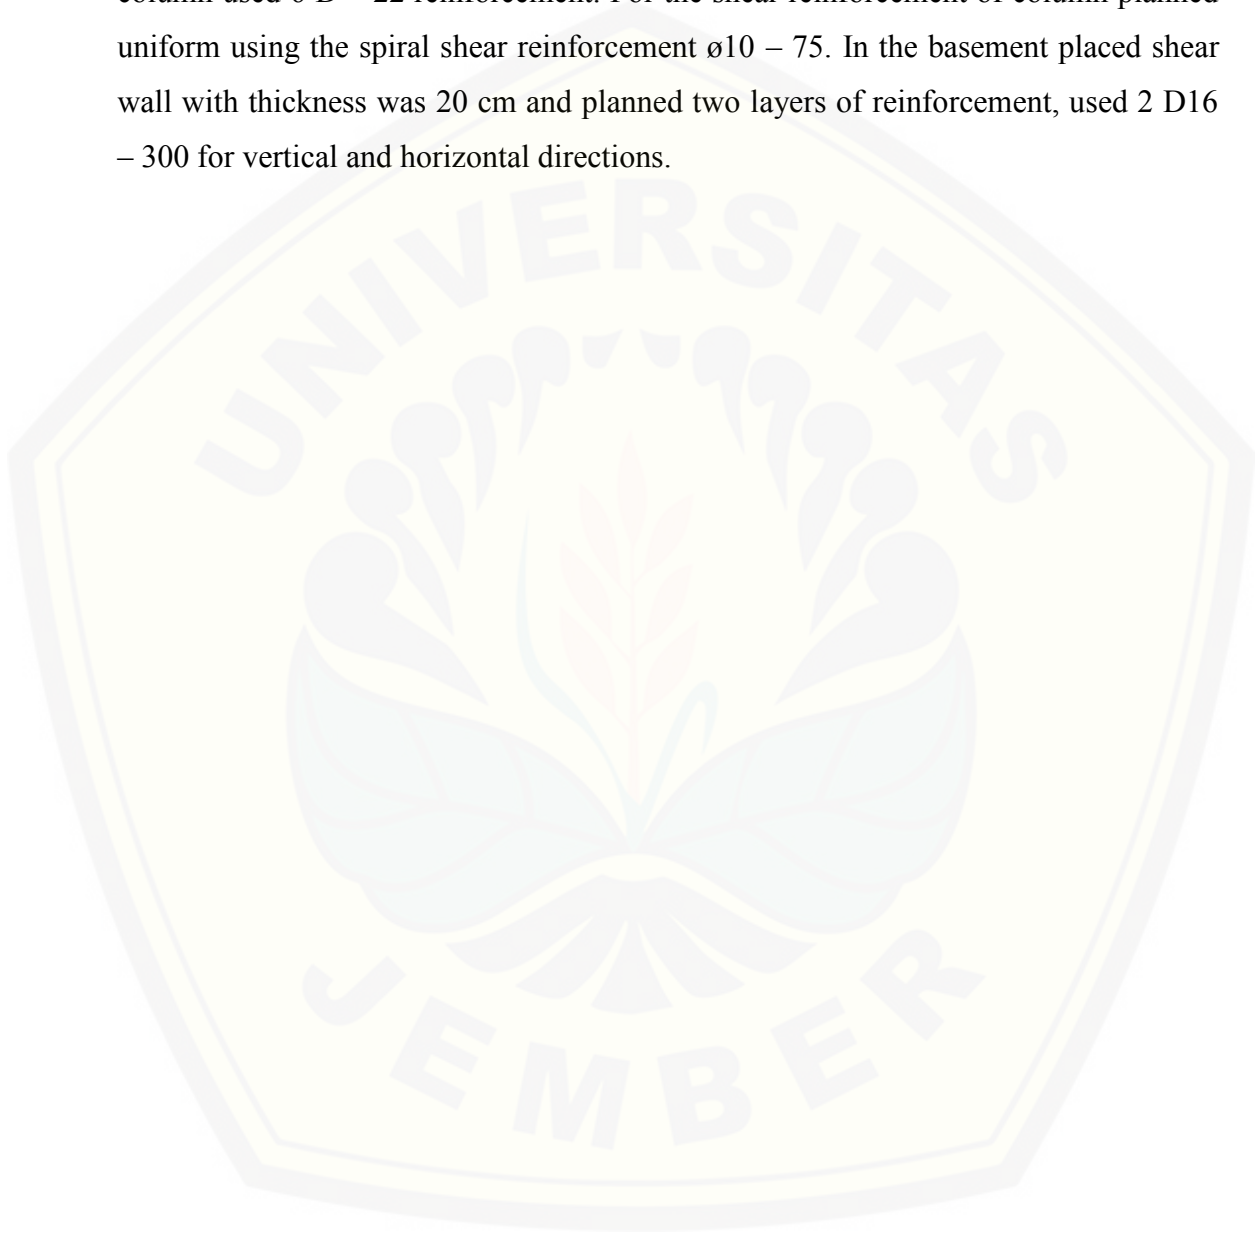 column used 6 D – 22 reinforcement. For the shear reinforcement of column planned
uniform using the spiral shear reinforcement ø10 – 75. In the basement placed shear
wall with thickness was 20 cm and planned two layers of reinforcement, used 2 D16
– 300 for vertical and horizontal directions.
UNIVERSITAS
JEMBER